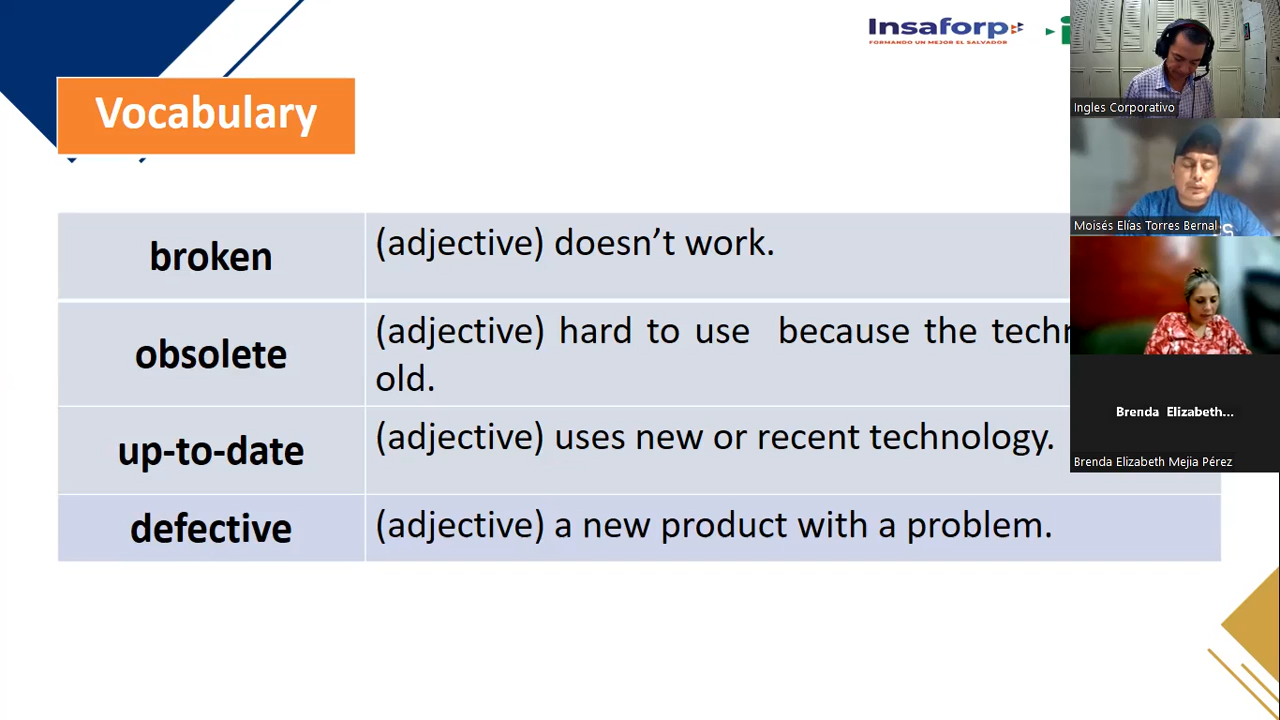 Insaforp
FORMANDO UN MEJOR EL SALVADOR
Vocabulary
broken
(adjective) doesn’t work.
obsolete
(adjective) hard to use because the
old.
up-to-date
(adjective) uses new or recent technology.
defective
(adjective) a new product with a problem.
Ingles Corporativo
Moisés Elías Torres Bernal
Brenda Elizabeth...
Brenda Elizabeth Mejia Pérez